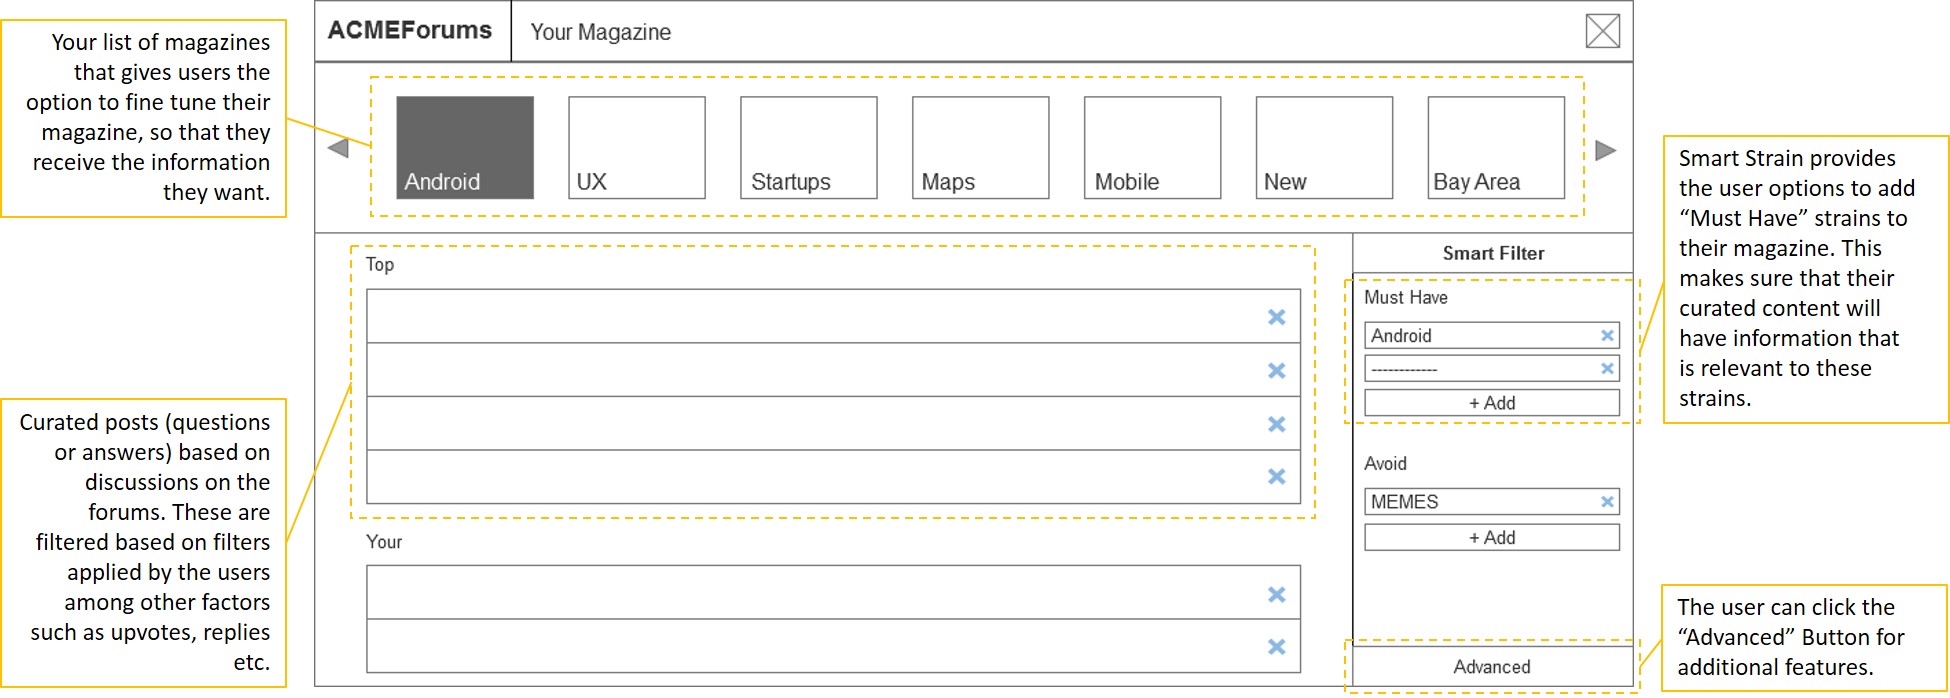 Your list of magazines
that gives users the
option to fine tune their
magazine, so that they
receive the information
they want.
Curated posts (questions
or answers) based on
discussions on the
forums. These are
filtered based on filters
applied by the users
among other factors
such as upvotes, replies
etc.
ACMEForums
Your Magazine
Android
UX
Startups
Maps
Mobile
New
Bay Area
Top
Your
Smart Filter
Must Have
Android
------------
+ Add
Avoid
MEMES
+ Add
Advanced
Smart Strain provides
the user options to add
“Must Have” strains to
their magazine. This
makes sure that their
curated content will
have information that
is relevant to these
strains.
The user can click the
“Advanced” Button for
additional features.